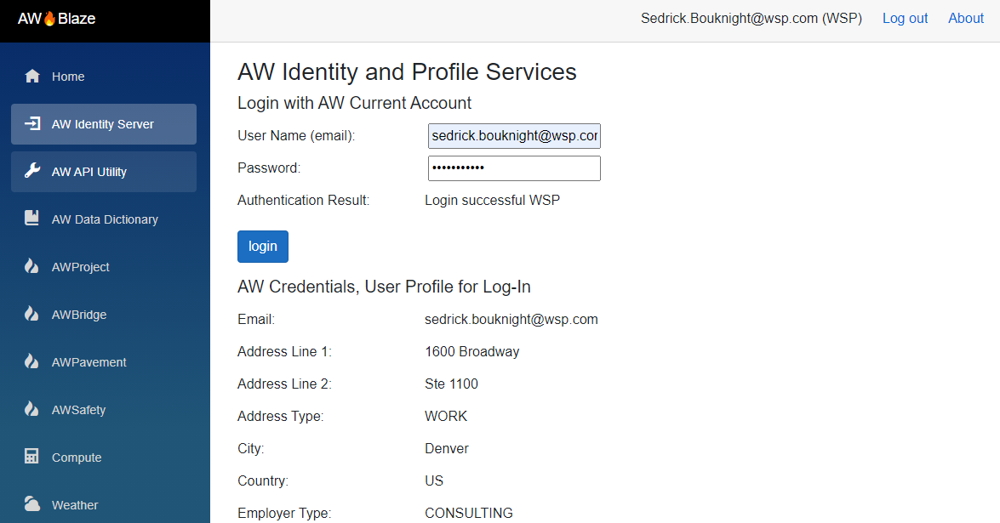 AW🔥Blaze
Sedrick.Bouknight@wsp.com (WSP) Log out About
Home
AW Identity Server
AW API Utility
AW Data Dictionary
AWProject
AWBridge
AWPavement
AWSafety
Compute
Weather
AW Identity and Profile Services
Login with AW Current Account
User Name (email): sedrick.bouknight@wsp.cor
Password: •••••••••••
Authentication Result: Login successful WSP
login
AW Credentials, User Profile for Log-In
Email: sedrick.bouknight@wsp.com
Address Line 1: 1600 Broadway
Address Line 2: Ste 1100
Address Type: WORK
City: Denver
Country: US
Employer Type: CONSULTING